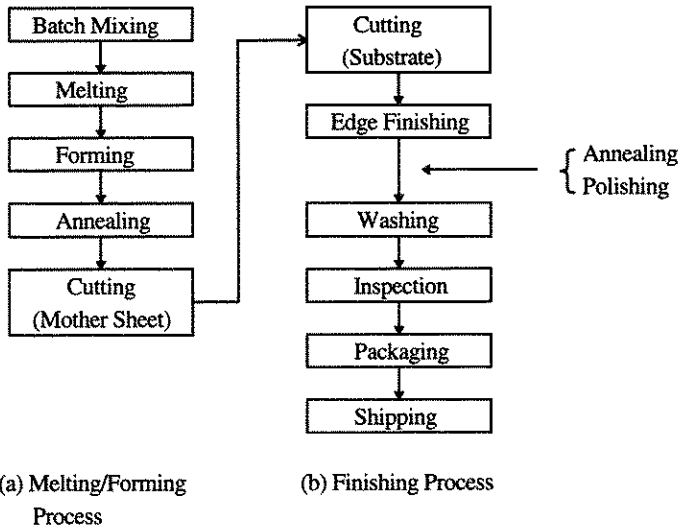 Batch Mixing
Melting
Forming
Annealing
Cutting
(Mother Sheet)
(a) Melting/Forming
Process
Cutting
(Substrate)
Edge Finishing
Annealing
Polishing
Washing
Inspection
Packaging
Shipping
(b) Finishing Process